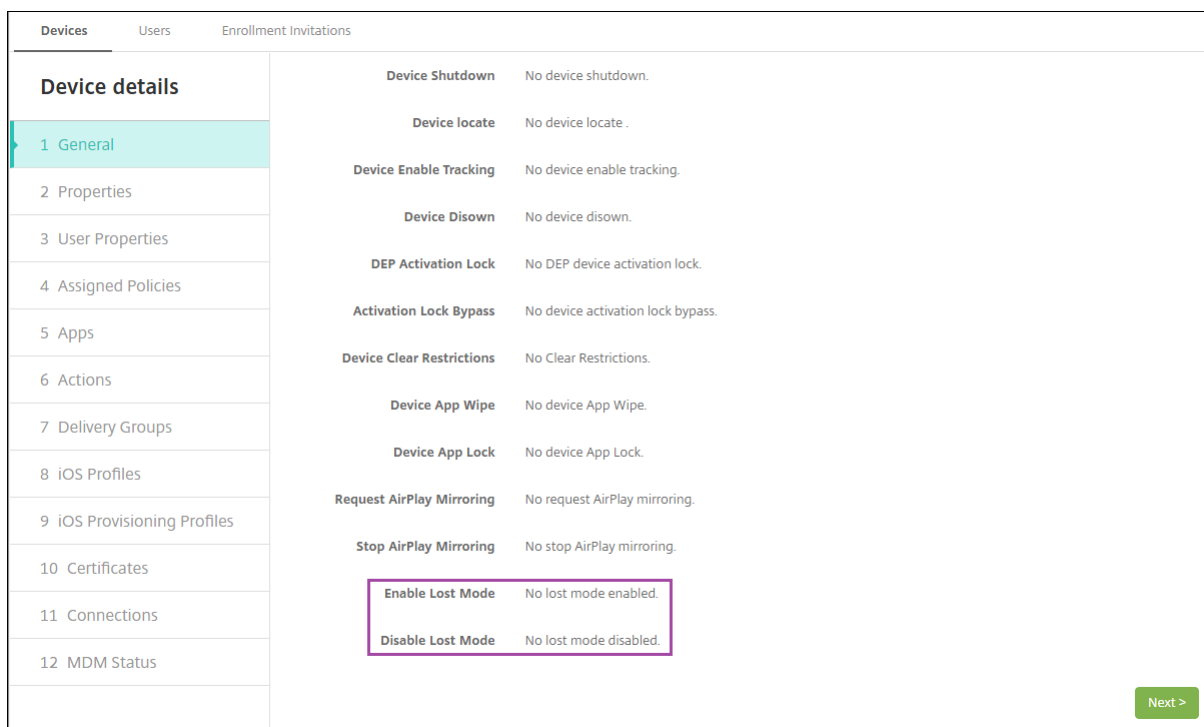 Devices Users Enrollment Invitations
Device details
1 General
2 Properties
3 User Properties
4 Assigned Policies
5 Apps
6 Actions
7 Delivery Groups
8 iOS Profiles
9 iOS Provisioning Profiles
10 Certificates
11 Connections
12 MDM Status
Device Shutdown No device shutdown.
Device locate No device locate .
Device Enable Tracking No device enable tracking.
Device Disown No device disown.
DEP Activation Lock No DEP device activation lock.
Activation Lock Bypass No device activation lock bypass.
Device Clear Restrictions No Clear Restrictions.
Device App Wipe No device App Wipe.
Device App Lock No device App Lock.
Request AirPlay Mirroring No request AirPlay mirroring.
Stop AirPlay Mirroring No stop AirPlay mirroring.
Enable Lost Mode No lost mode enabled.
Disable Lost Mode No lost mode disabled.
Next >